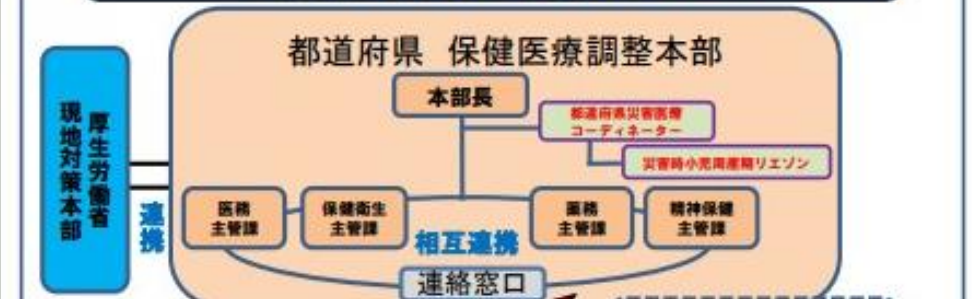 都道府県 保健医療調整本部
本部長
都道府県災害医療
コーディネーター
災害時小児周産期リエゾン
厚生労働省
現地対策本部
連携
医務
主管課
保健衛生
主管課
薬務
主管課
精神保健
主管課
相互連携
連絡窓口